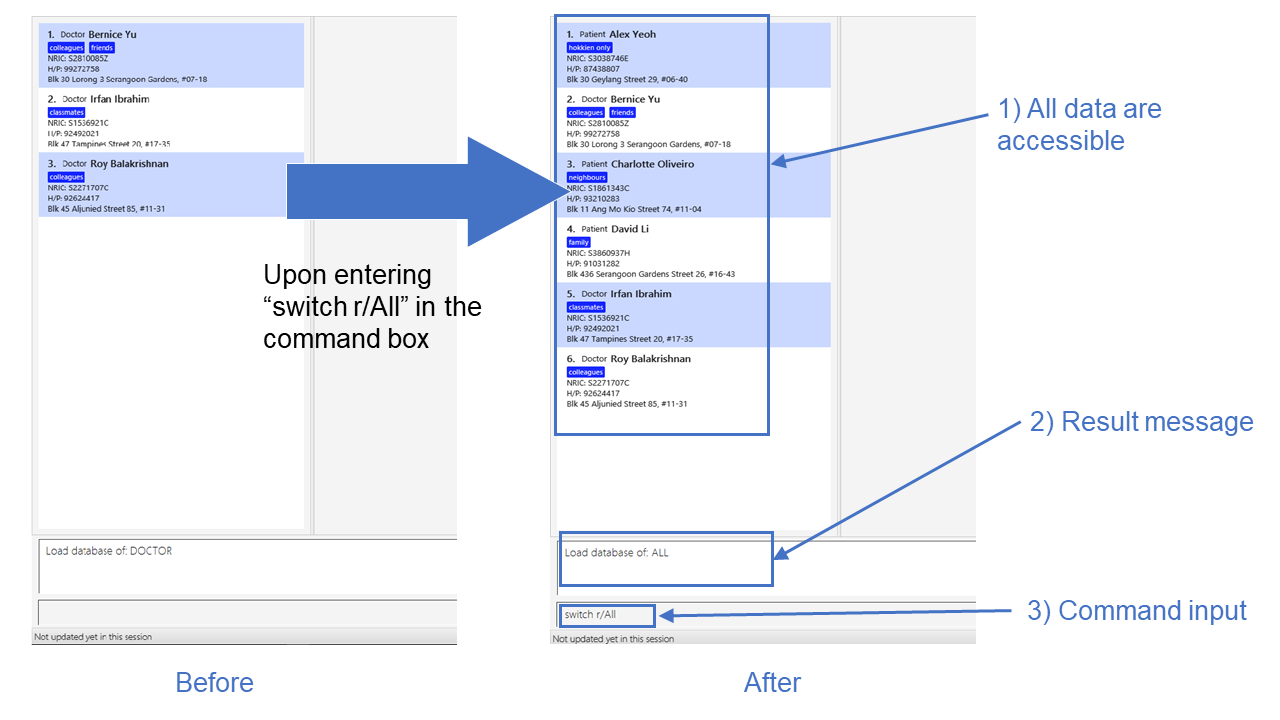 1. Doctor Bernice Yu
colleagues friends
NRIC: S2810085Z
H/P: 99272758
Blk 30 Lorong 3 Serangoon Gardens, #07-18
2. Doctor Irfan Ibrahim
classmates
NRIC: S1536921C
H/P: 92492021
Blk 47 Tampines Street 20, #17-35
3. Doctor Roy Balakrishnan
colleagues
NRIC: S2271707C
H/P: 92624417
Blk 45 Aljunied Street 85, #11-31
Load database of: DOCTOR
Not updated yet in this session
Before
Upon entering
“switch r/All” in the
command box
1. Patient Alex Yeoh
hokkien only
NRIC: S3038746E
H/P: 87438807
Blk 30 Geylang Street 29, #06-40
2. Doctor Bernice Yu
colleagues friends
NRIC: S2810085Z
H/P: 99272758
Blk 30 Lorong 3 Serangoon Gardens, #07-18
3. Patient Charlotte Oliveiro
neighbours
NRIC: S1861343C
H/P: 93210283
Blk 11 Ang Mo Kio Street 74, #11-04
4. Patient David Li
family
NRIC: S3860937H
H/P: 91031282
Blk 436 Serangoon Gardens Street 26, #16-43
5. Doctor Irfan Ibrahim
classmates
NRIC: S1536921C
H/P: 92492021
Blk 47 Tampines Street 20, #17-35
6. Doctor Roy Balakrishnan
colleagues
NRIC: S2271707C
H/P: 92624417
Blk 45 Aljunied Street 85, #11-31
Load database of: ALL
switch r/All
Not updated yet in this session
After
1) All data are
accessible
2) Result message
3) Command input